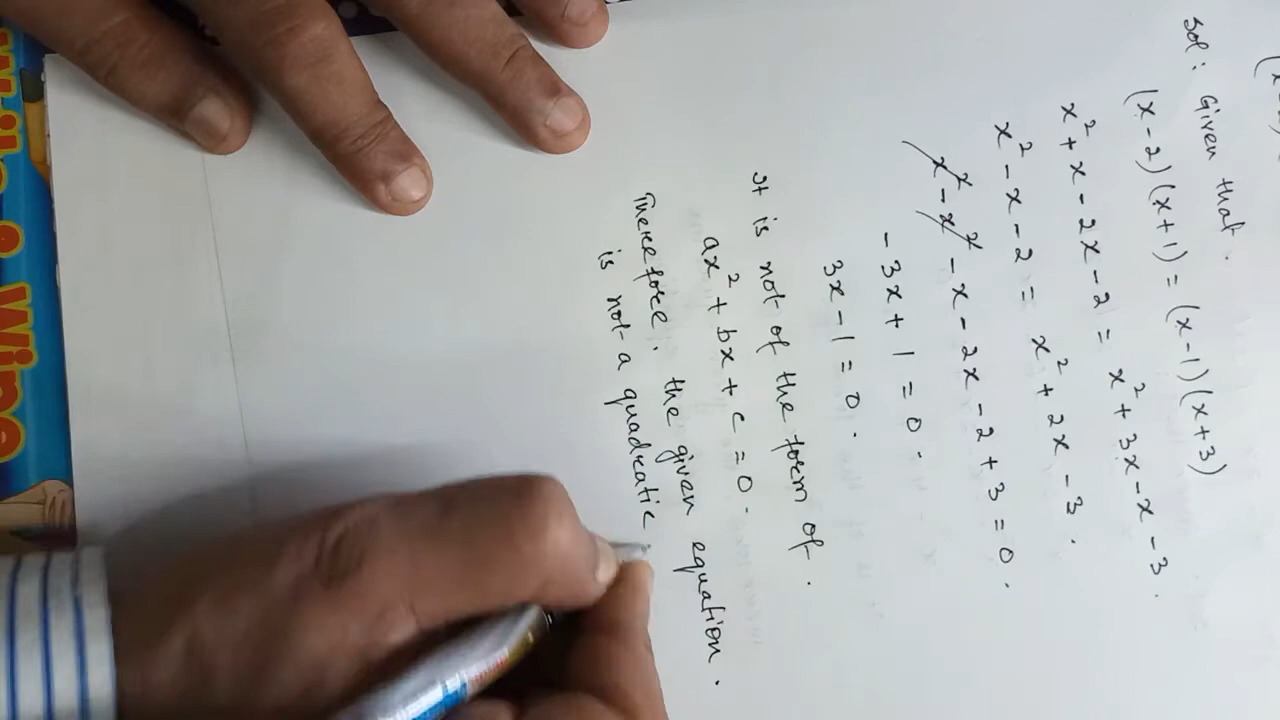 Sol: Given that.
(x-2)(x+1) = (x-1)(x+3)
x² + x - 2x - 2 = x² + 3x - x - 3.
x² - x - 2 = x² + 2x - 3.
x² - x² - x - 2x - 2 + 3 = 0.
- 3x + 1 = 0.
3x - 1 = 0.
It is not of the form of.
ax² + bx + c = 0.
Therefore. the given equation.
is not a quadratic